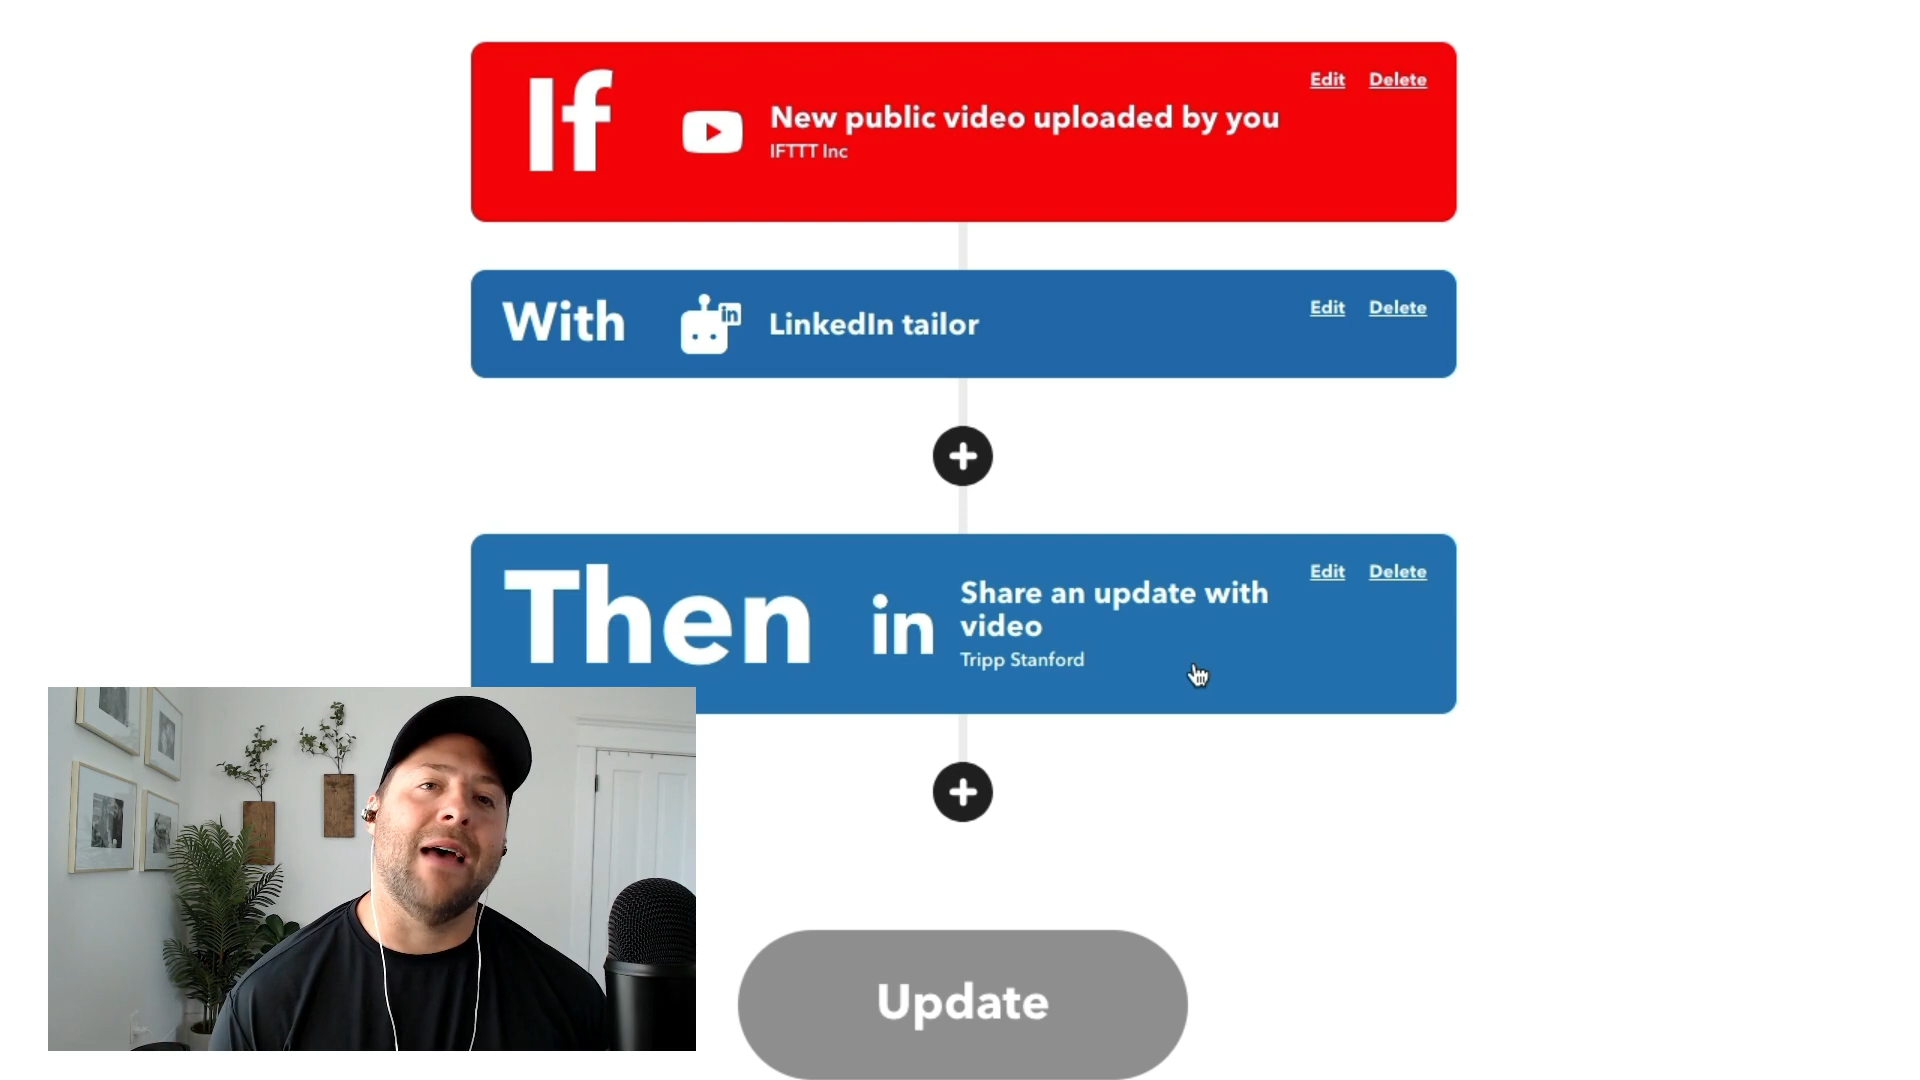 If
New public video uploaded by you
IFTTT Inc
Edit Delete
With
in
LinkedIn tailor
Edit Delete
Then
in
Share an update with
video
Tripp Stanford
Edit Delete
Update